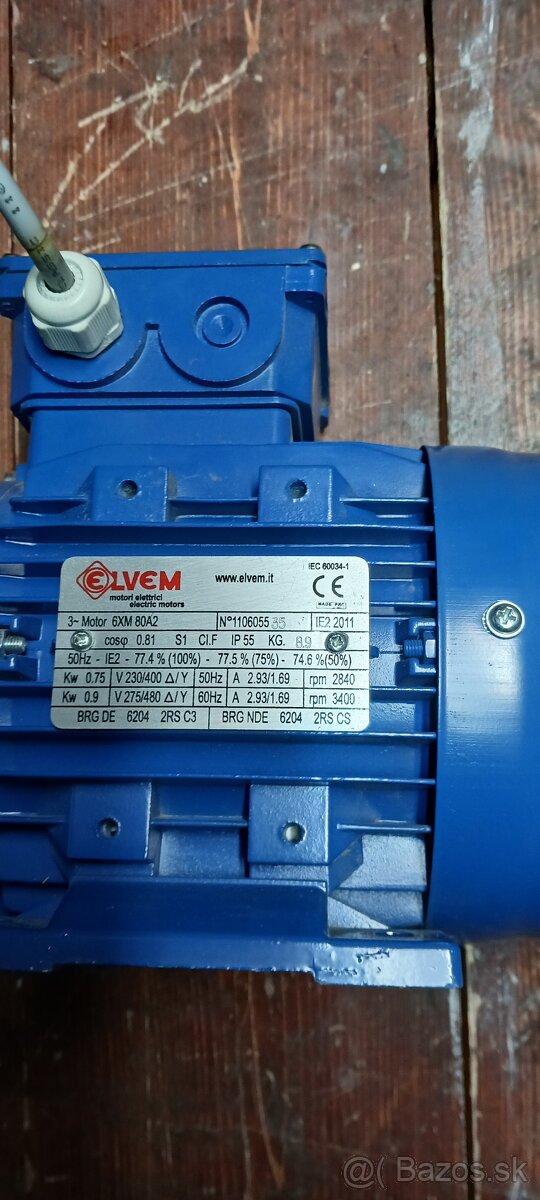 ELVEM
motori elettrici
electric motors
www.elvem.it
IEC 60034-1
CE
3~ Motor 6XM 80A2 N°1106055 35 IE2 2011
cosφ 0.81 S1 Cl.F IP 55 KG. 8.9
50Hz - IE2 - 77.4 % (100%) - 77.5 % (75%) - 74.6 %(50%)
Kw 0.75 V 230/400 Δ/Y 50Hz A 2.93/1.69 rpm 2840
Kw 0.9 V 275/480 Δ/Y 60Hz A 2.93/1.69 rpm 3400
BRG DE 6204 2RS C3 BRG NDE 6204 2RS CS
Bazos.sk